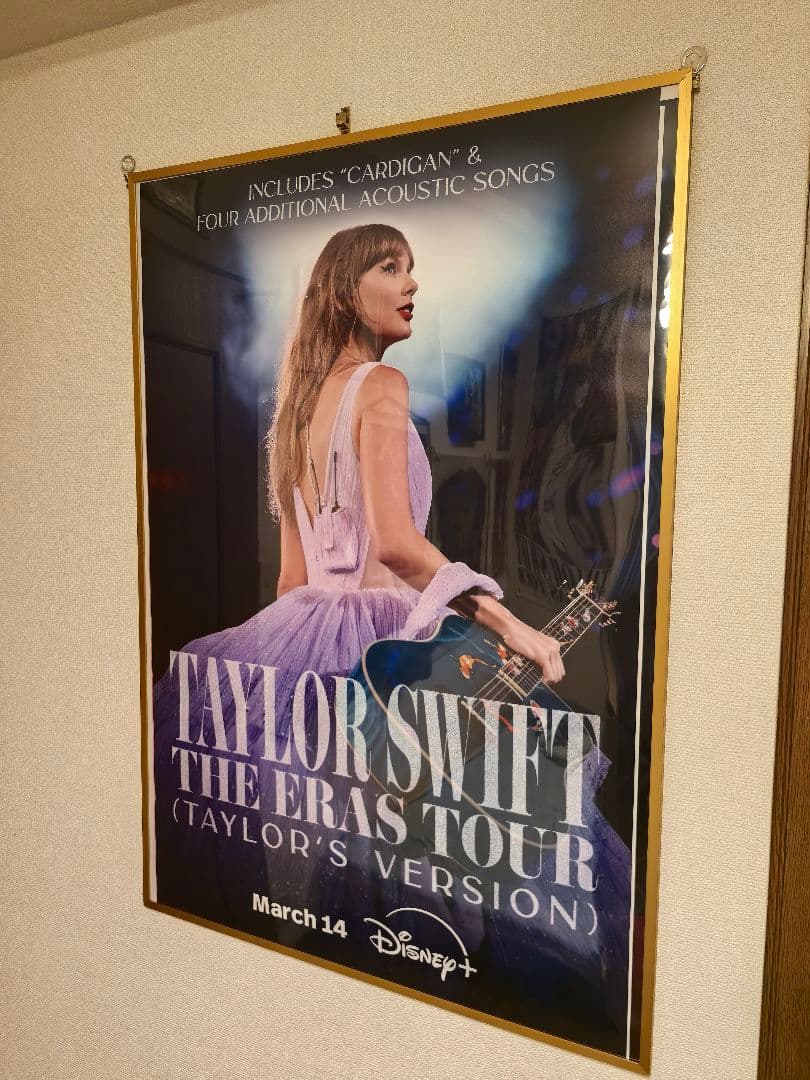 INCLUDES “CARDIGAN” &
FOUR ADDITIONAL ACOUSTIC SONGS
TAYLOR SWIFT
THE ERAS TOUR
(TAYLOR’S VERSION)
March 14 Disney+